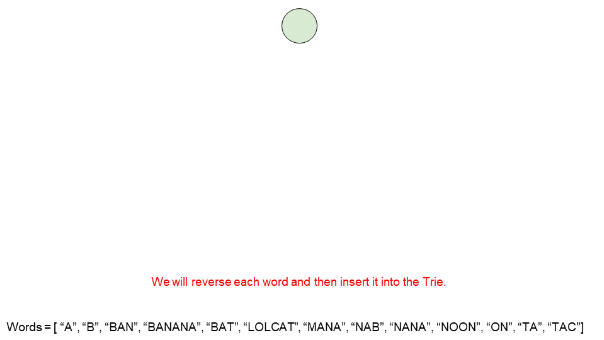 We will reverse each word and then insert it into the Trie.
Words = [ “A”, “B”, “BAN”, “BANANA”, “BAT”, “LOLCAT”, “MANA”, “NAB”, “NANA”, “NOON”, “ON”, “TA”, “TAC”]